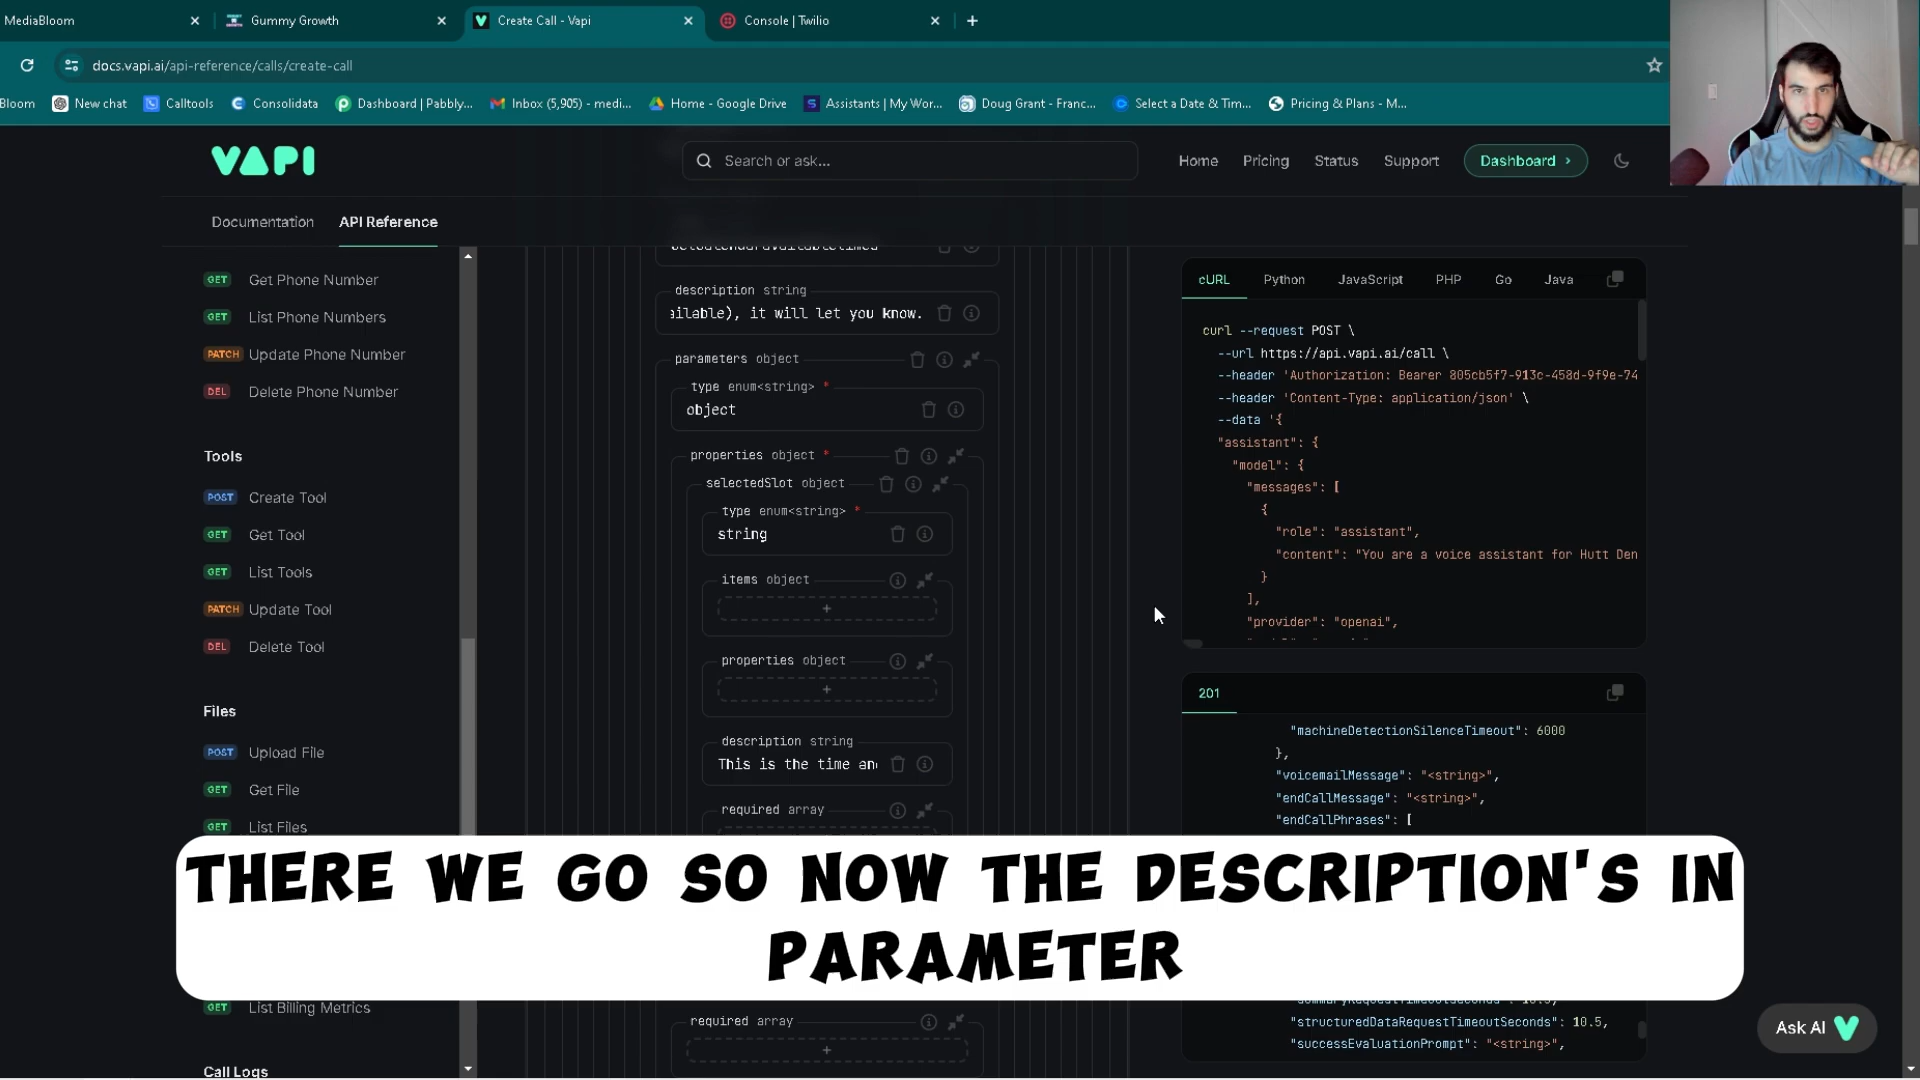 MediaBloom
Gummy Growth
Create Call - Vapi
Console | Twilio
docs.vapi.ai/api-reference/calls/create-call
Bloom
New chat
Calltools
Consolidata
Dashboard | Pabbly...
Inbox (5,905) - medi...
Home - Google Drive
Assistants | My Wor...
Doug Grant - Franc...
Select a Date & Tim...
Pricing & Plans - M...
VAPI
Search or ask...
Home
Pricing
Status
Support
Dashboard
Documentation
API Reference
GET Get Phone Number
GET List Phone Numbers
PATCH Update Phone Number
DEL Delete Phone Number
Tools
POST Create Tool
GET Get Tool
GET List Tools
PATCH Update Tool
DEL Delete Tool
Files
POST Upload File
GET Get File
GET List Files
GET List Billing Metrics
Call Logs
description string
ailable), it will let you know.
parameters object
type enum<string> *
object
properties object *
selectedSlot object
type enum<string> *
string
items object
+
properties object
+
description string
This is the time and
required array
required array
+
cURL Python JavaScript PHP Go Java
curl --request POST \
--url https://api.vapi.ai/call \
--header 'Authorization: Bearer 805cb5f7-913c-458d-9f9e-74
--header 'Content-Type: application/json' \
--data '{
"assistant": {
"model": {
"messages": [
{
"role": "assistant",
"content": "You are a voice assistant for Hutt Den
}
],
"provider": "openai",
201
"machineDetectionSilenceTimeout": 6000
},
"voicemailMessage": "<string>",
"endCallMessage": "<string>",
"endCallPhrases": [
"structuredDataRequestTimeoutSeconds": 10.5,
"successEvaluationPrompt": "<string>",
Ask AI
THERE WE GO SO NOW THE DESCRIPTION'S IN
PARAMETER